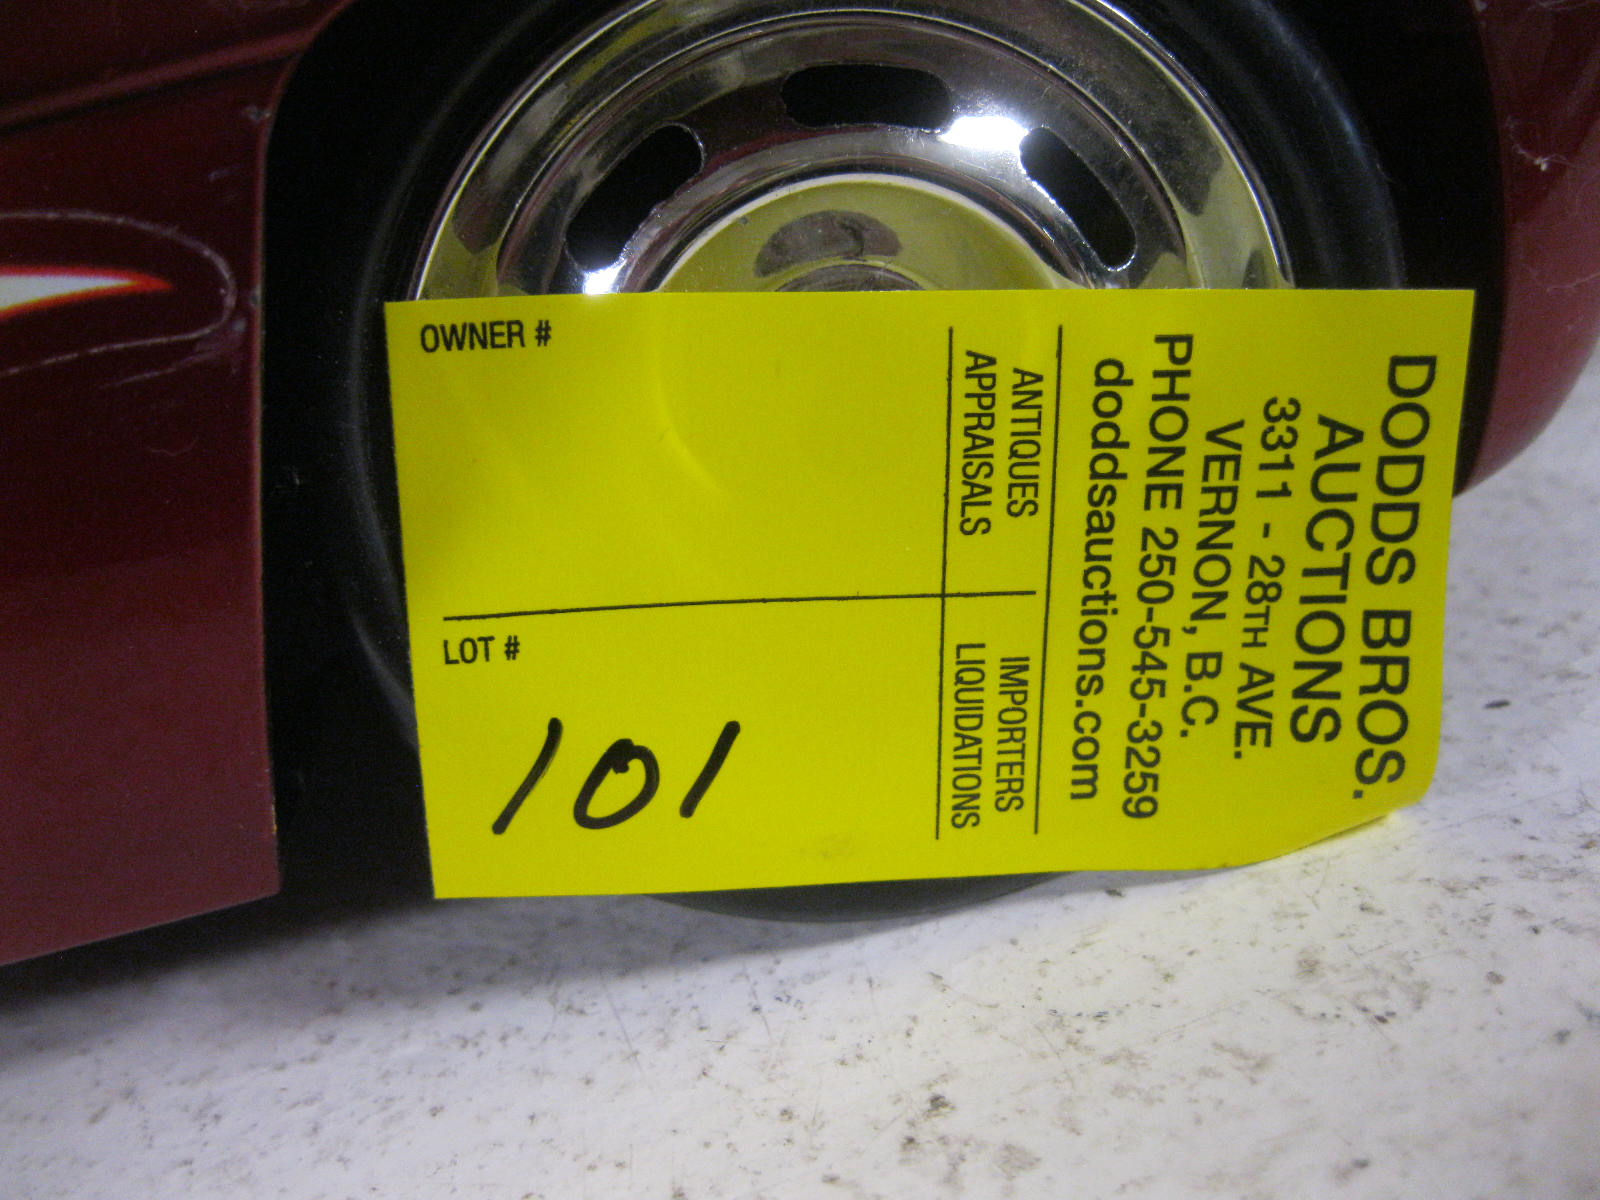 OWNER #
LOT #
101
DODDS BROS.
AUCTIONS
3311 - 28TH AVE.
VERNON, B.C.
PHONE 250-545-3259
doddsauctions.com
ANTIQUES
APPRAISALS
IMPORTERS
LIQUIDATIONS